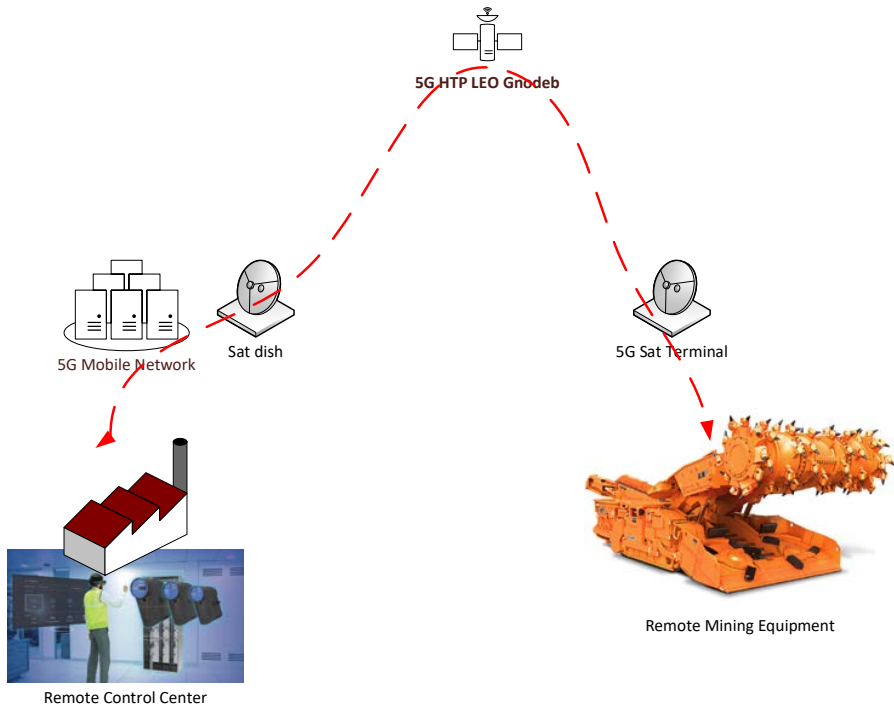 5G HTP LEO Gnodeb
5G Mobile Network
Sat dish
5G Sat Terminal
Remote Mining Equipment
Remote Control Center